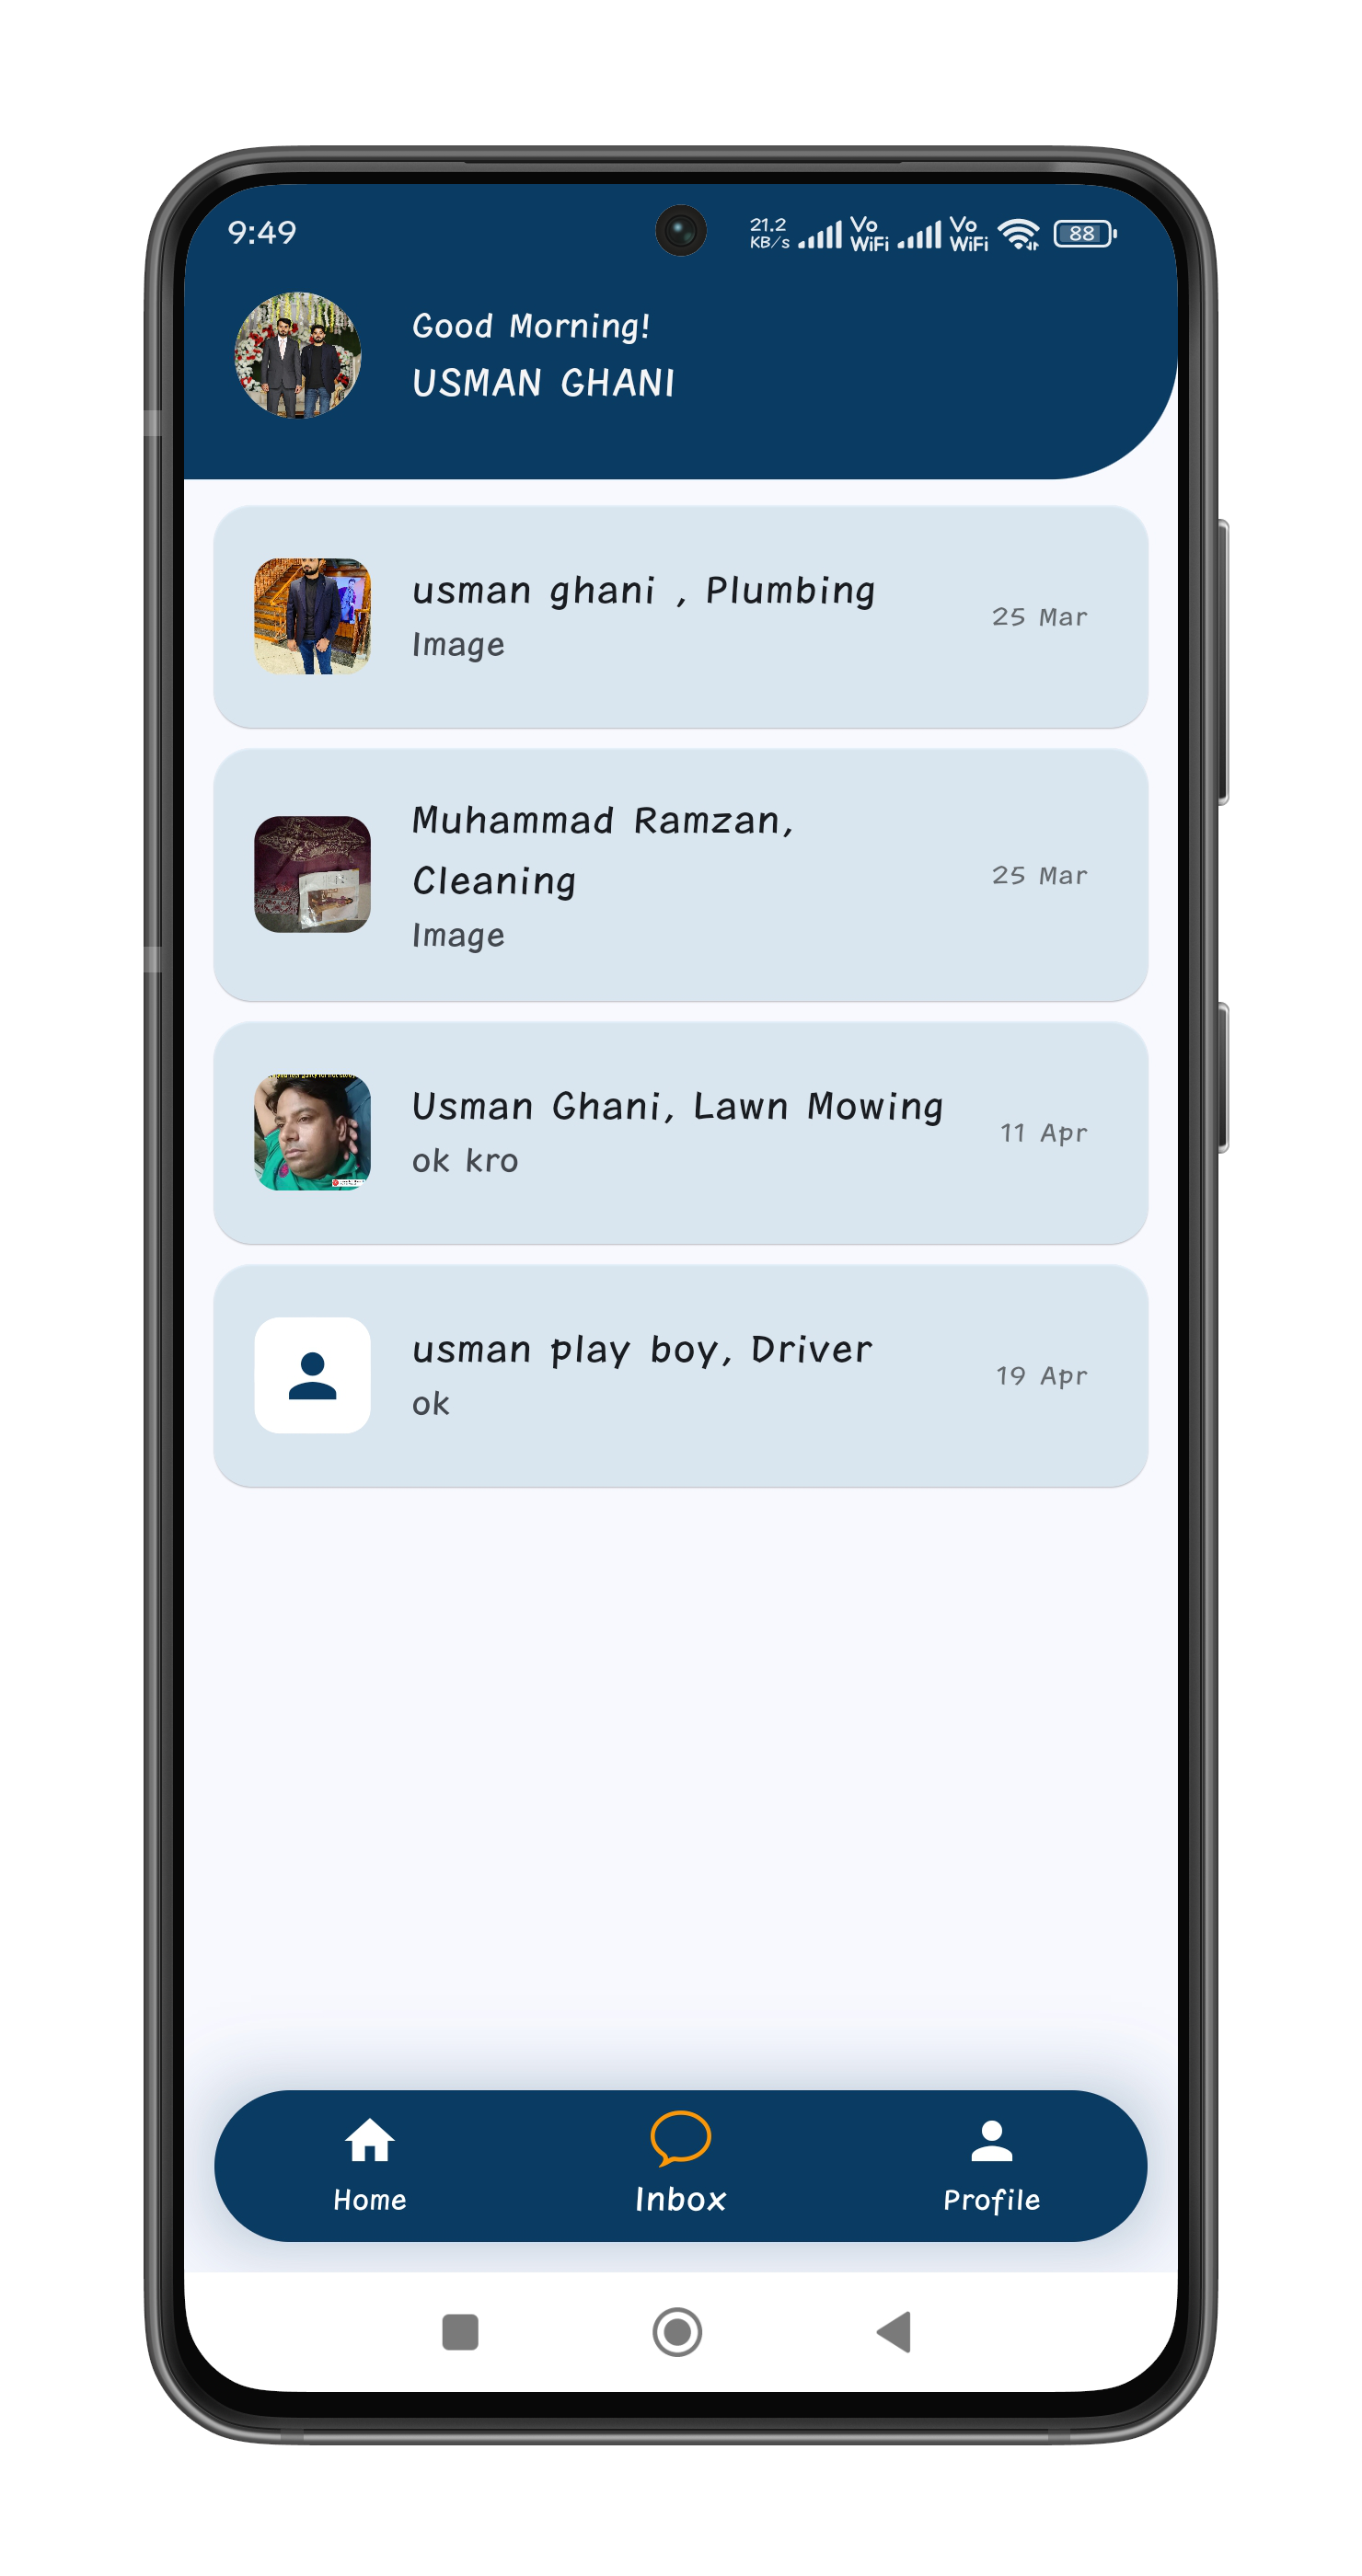 9:49
21.2
KB/s
Vo
WiFi
Vo
WiFi
88
Good Morning!
USMAN GHANI
usman ghani , Plumbing
Image
25 Mar
Muhammad Ramzan,
Cleaning
Image
25 Mar
Usman Ghani, Lawn Mowing
ok kro
11 Apr
usman play boy, Driver
ok
19 Apr
Home
Inbox
Profile